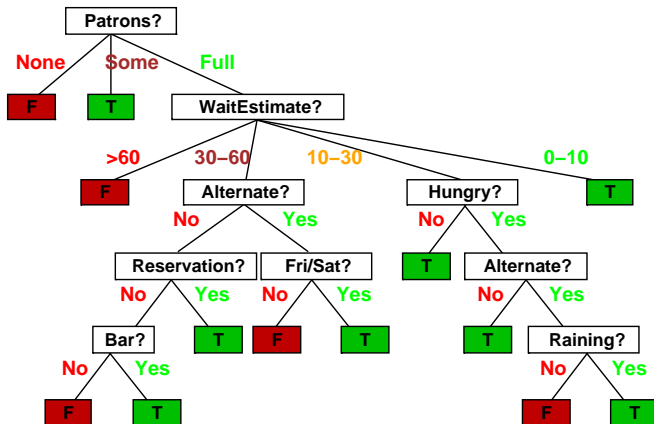 Patrons?
None Some Full
F T WaitEstimate?
>60 30–60 10–30 0–10
F Alternate? Hungry? T
No Yes No Yes
Reservation? Fri/Sat? T Alternate?
No Yes No Yes No Yes
Bar? T F T T Raining?
No Yes No Yes
F T F T